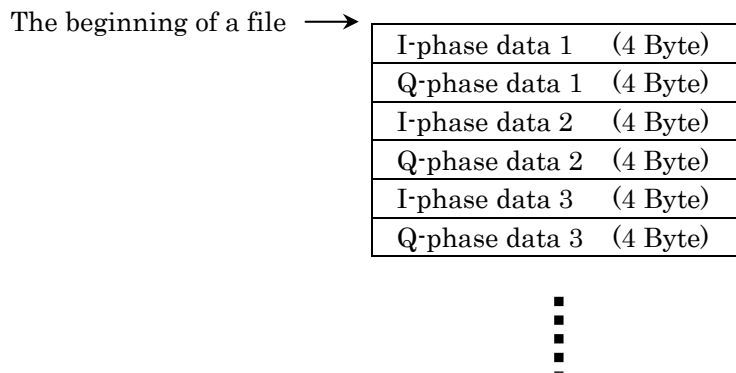 The beginning of a file
I-phase data 1 (4 Byte)
Q-phase data 1 (4 Byte)
I-phase data 2 (4 Byte)
Q-phase data 2 (4 Byte)
I-phase data 3 (4 Byte)
Q-phase data 3 (4 Byte)